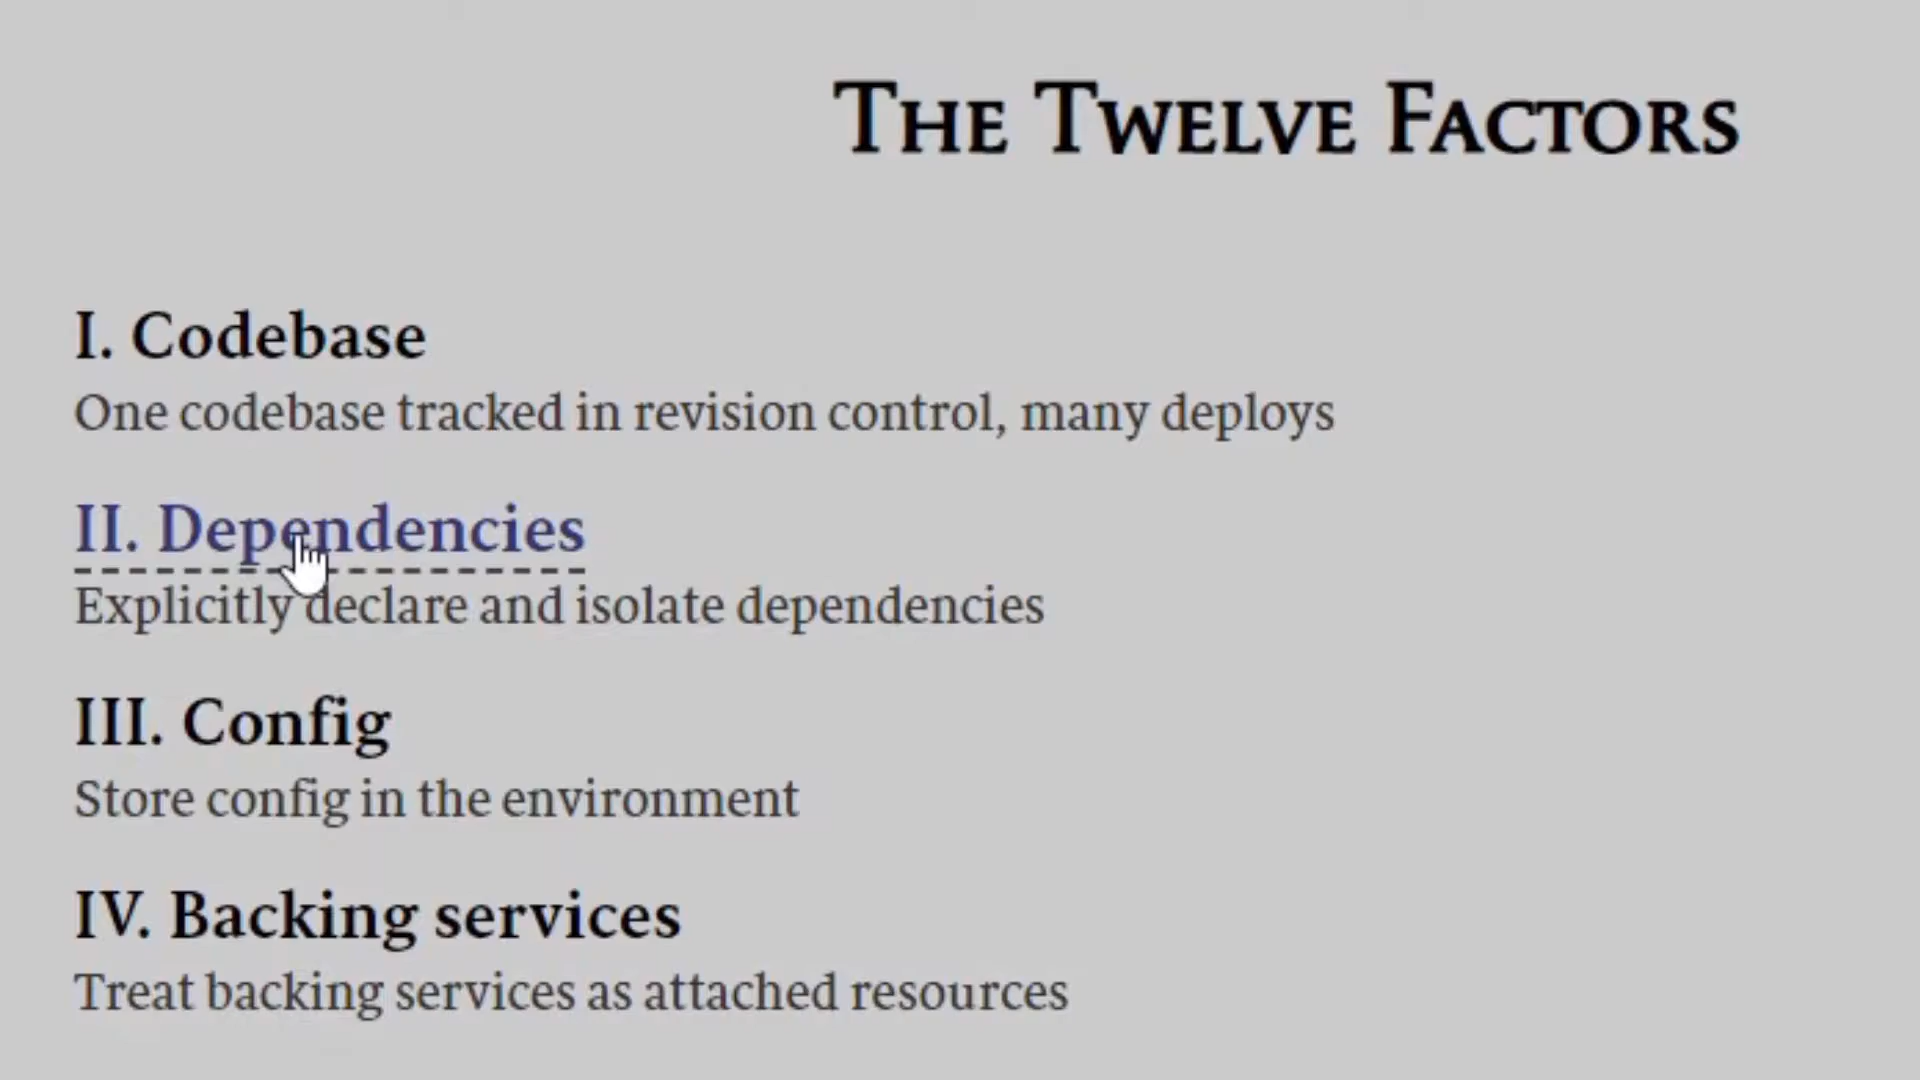 The Twelve Factors
I. Codebase
One codebase tracked in revision control, many deploys
II. Dependencies
Explicitly declare and isolate dependencies
III. Config
Store config in the environment
IV. Backing services
Treat backing services as attached resources